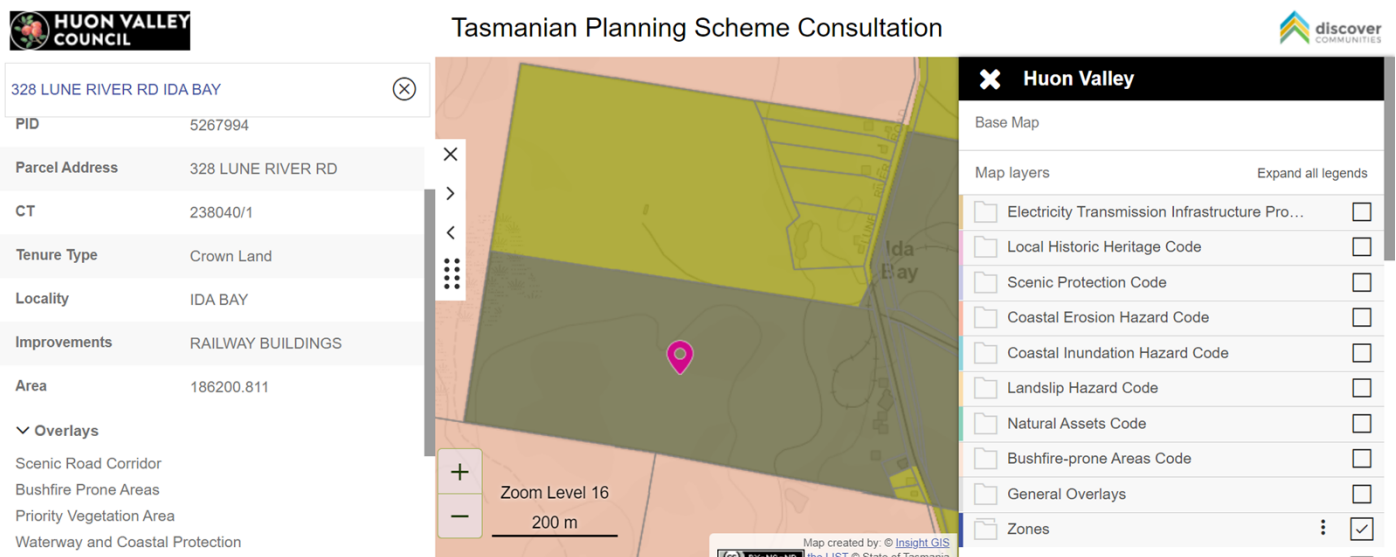 HUON VALLEY
COUNCIL
Tasmanian Planning Scheme Consultation
discover
COMMUNITIES
328 LUNE RIVER RD IDA BAY
PID 5267994
Parcel Address 328 LUNE RIVER RD
CT 238040/1
Tenure Type Crown Land
Locality IDA BAY
Improvements RAILWAY BUILDINGS
Area 186200.811
Overlays
Scenic Road Corridor
Bushfire Prone Areas
Priority Vegetation Area
Waterway and Coastal Protection
LUNE RIVER ROAD
Ida
Bay
+
−
Zoom Level 16
200 m
Map created by: © Insight GIS
the LIST © State of Tasmania
Huon Valley
Base Map
Map layers Expand all legends
Electricity Transmission Infrastructure Pro…
Local Historic Heritage Code
Scenic Protection Code
Coastal Erosion Hazard Code
Coastal Inundation Hazard Code
Landslip Hazard Code
Natural Assets Code
Bushfire-prone Areas Code
General Overlays
Zones